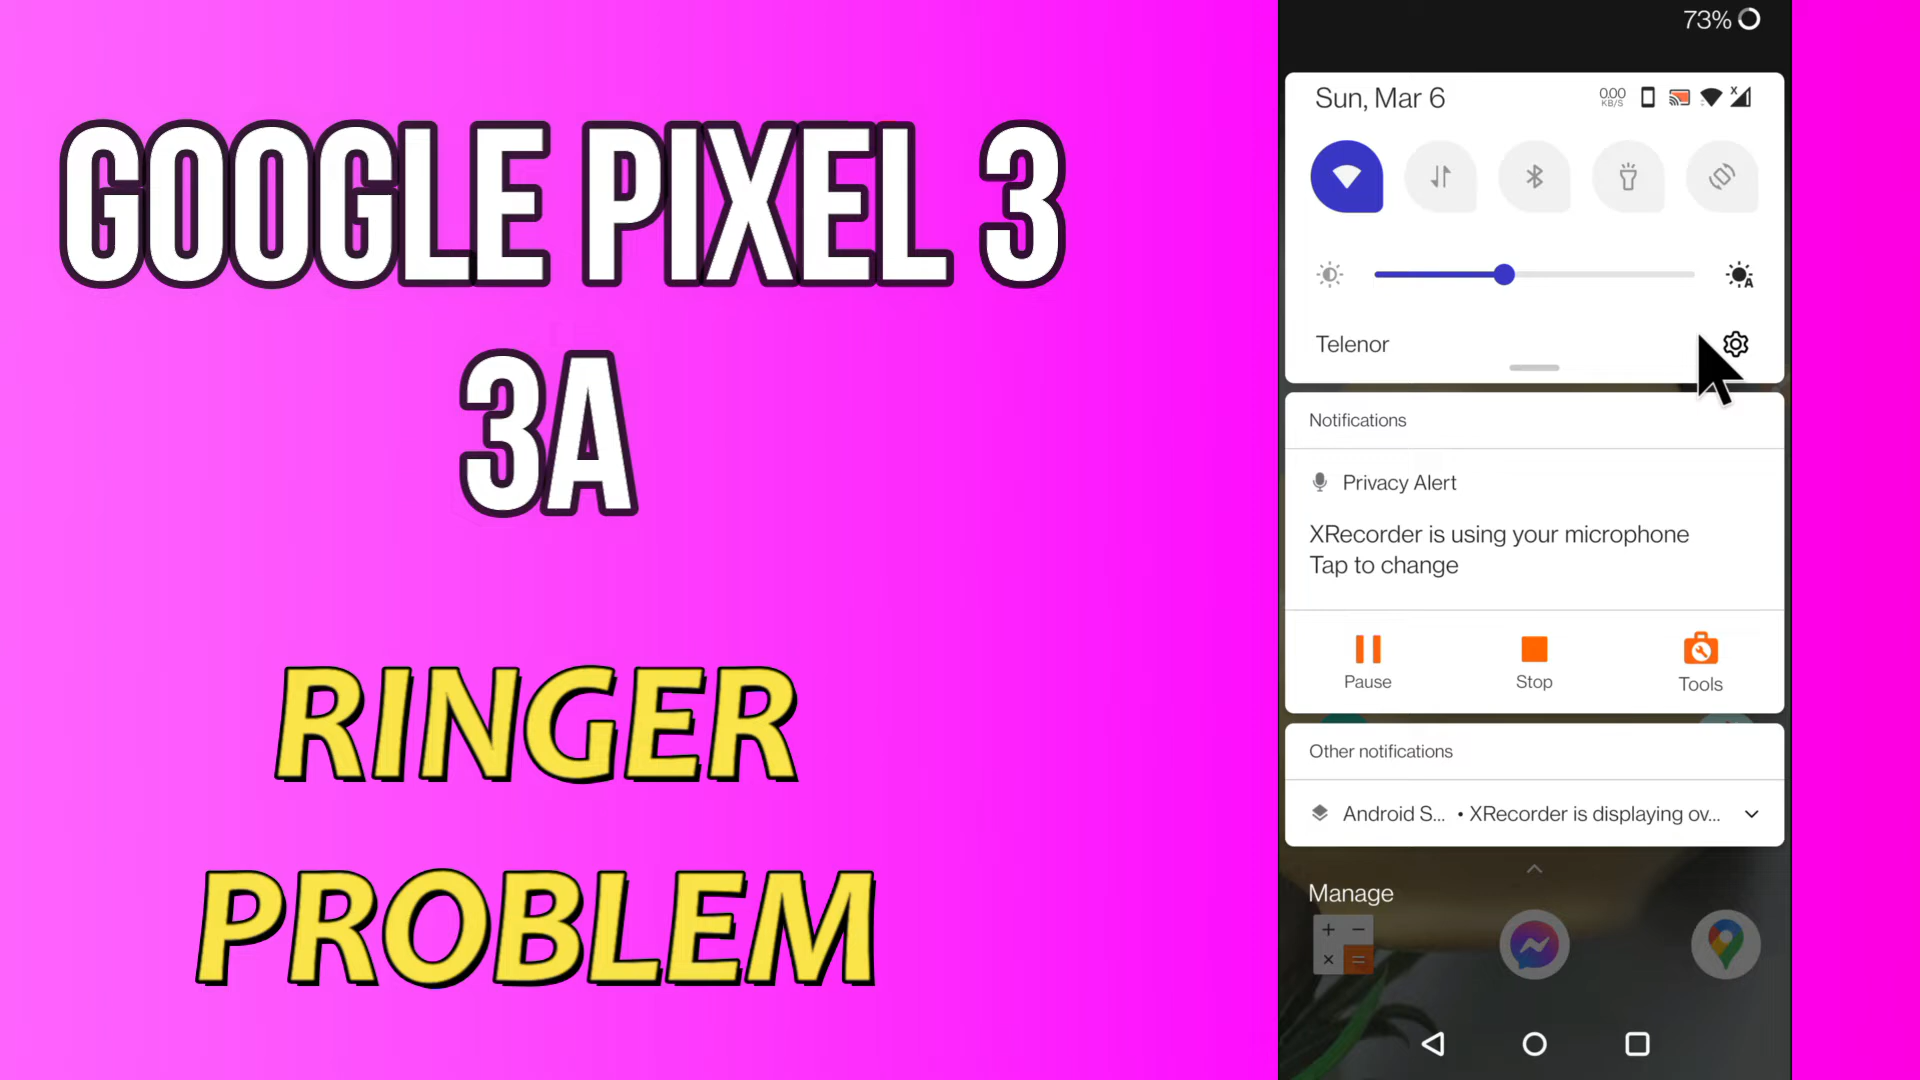 GOOGLE PIXEL 3
3A
RINGER
PROBLEM
73%
Sun, Mar 6
0.00
KB/S
X
A
Telenor
Notifications
Privacy Alert
XRecorder is using your microphone
Tap to change
Pause Stop Tools
Other notifications
Android S... • XRecorder is displaying ov...
Manage